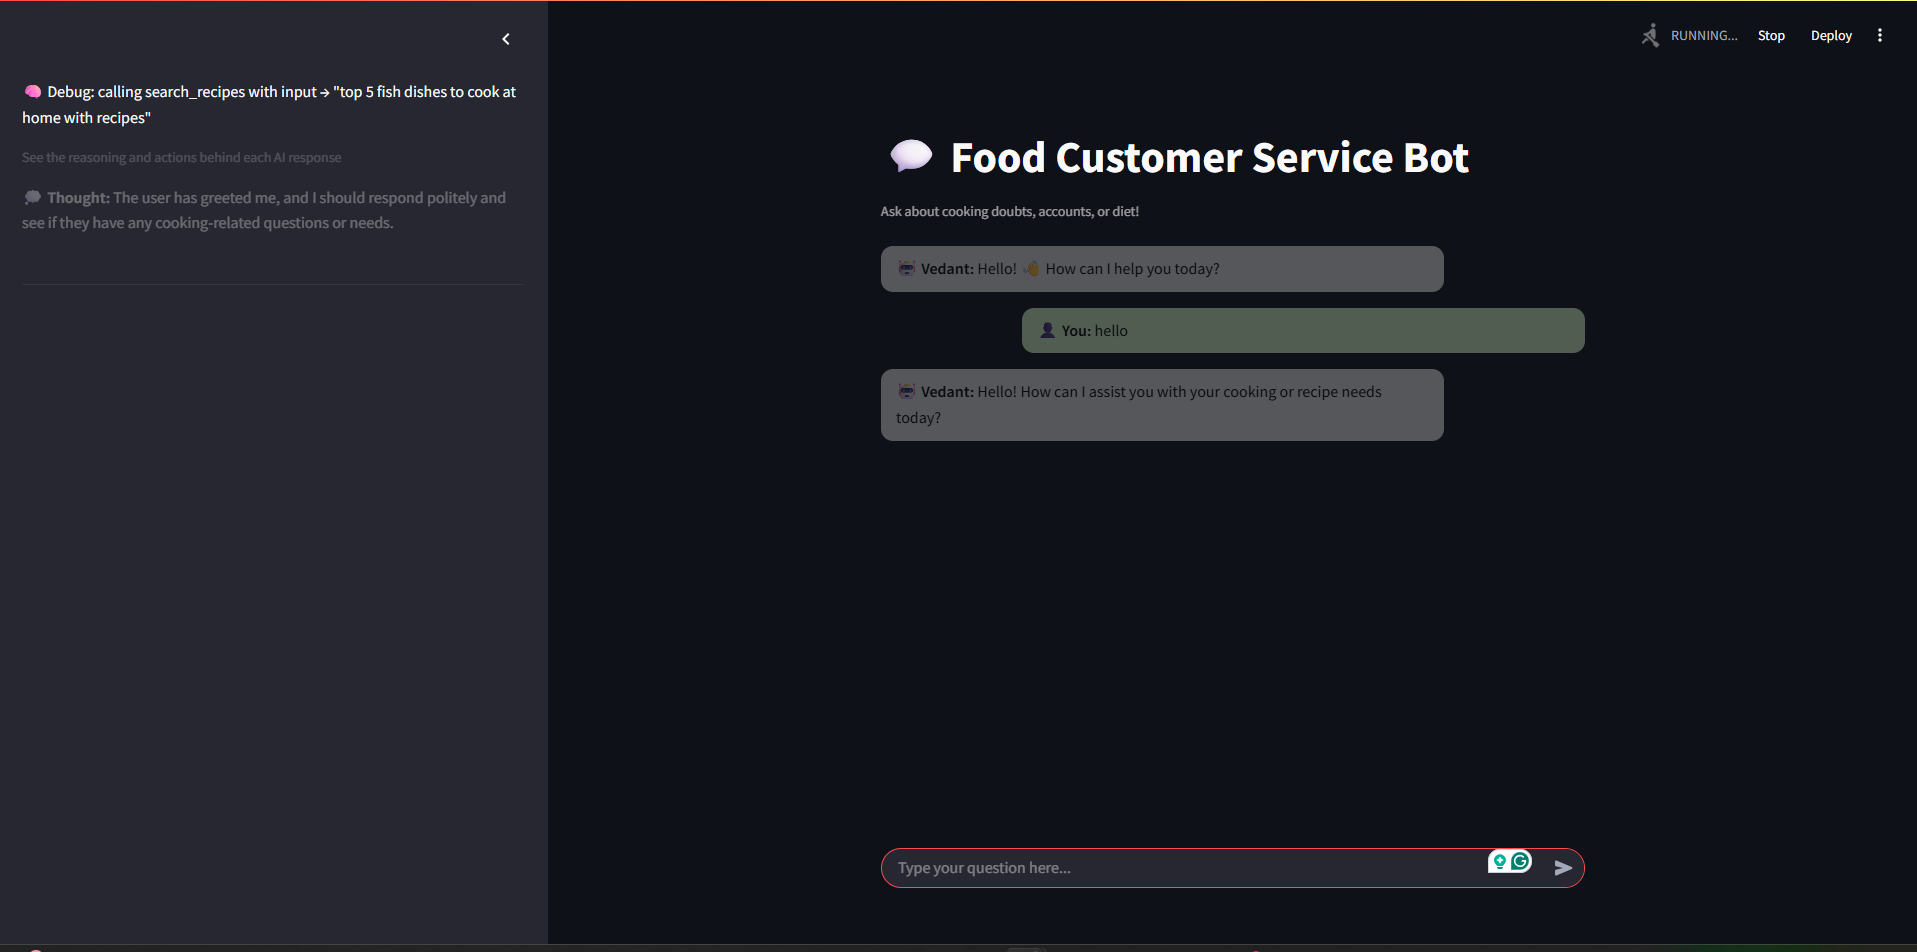 🧠 Debug: calling search_recipes with input → "top 5 fish dishes to cook at
home with recipes"
See the reasoning and actions behind each AI response
💭 Thought: The user has greeted me, and I should respond politely and
see if they have any cooking-related questions or needs.
RUNNING... Stop Deploy
💬 Food Customer Service Bot
Ask about cooking doubts, accounts, or diet!
🤖 Vedant: Hello! 👋 How can I help you today?
👤 You: hello
🤖 Vedant: Hello! How can I assist you with your cooking or recipe needs
today?
Type your question here...